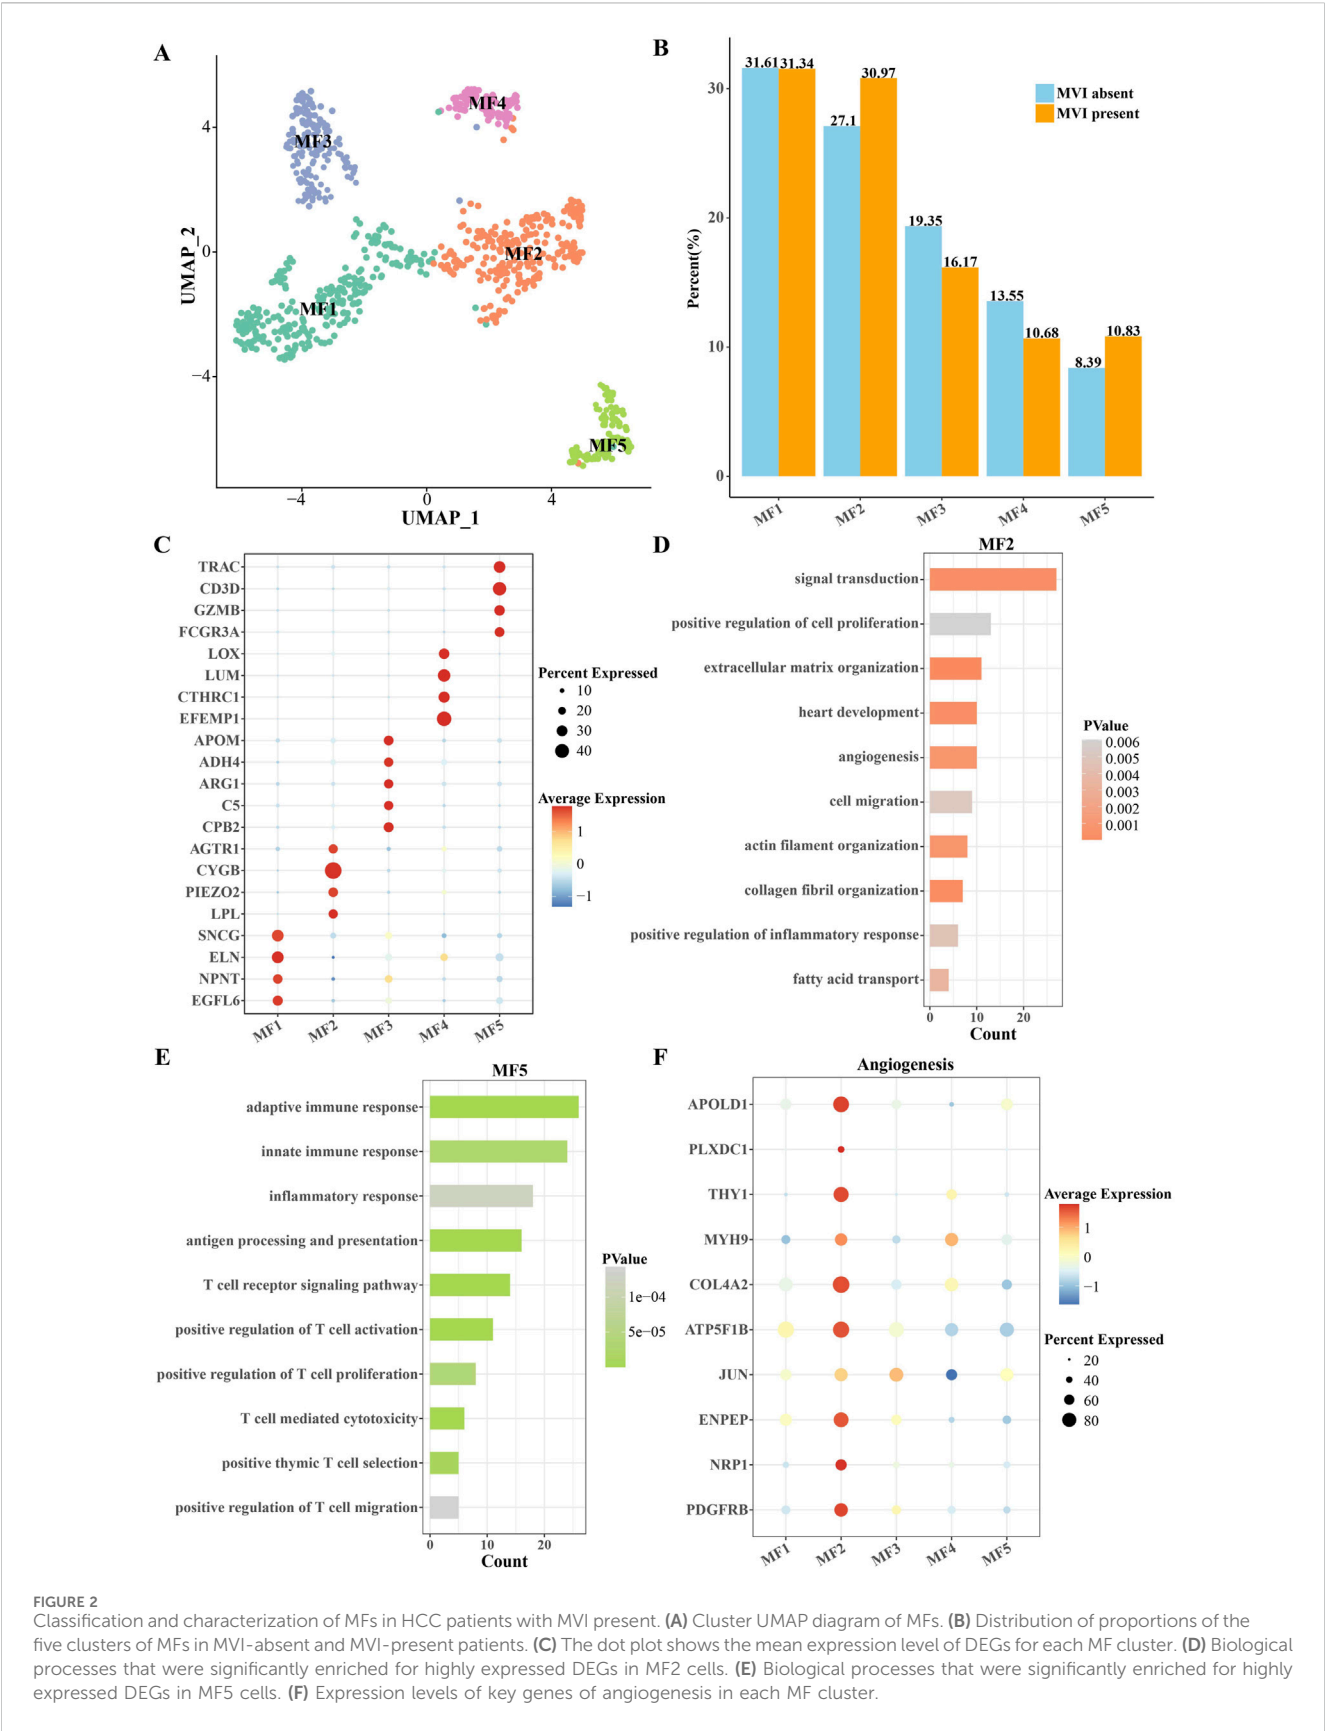 A
UMAP_2
4
0
−4
−4
0
4
UMAP_1
MF3
MF4
MF2
MF1
MF5
B
Percent(%)
30
20
10
0
31.61
31.34
27.1
30.97
19.35
16.17
13.55
10.68
8.39
10.83
MVI absent
MVI present
MF1
MF2
MF3
MF4
MF5
C
TRAC
CD3D
GZMB
FCGR3A
LOX
LUM
CTHRC1
EFEMP1
APOM
ADH4
ARG1
C5
CPB2
AGTR1
CYGB
PIEZO2
LPL
SNCG
ELN
NPNT
EGFL6
MF1
MF2
MF3
MF4
MF5
Percent Expressed
10
20
30
40
Average Expression
1
0
−1
D
MF2
signal transduction
positive regulation of cell proliferation
extracellular matrix organization
heart development
angiogenesis
cell migration
actin filament organization
collagen fibril organization
positive regulation of inflammatory response
fatty acid transport
0
10
20
Count
PValue
0.006
0.005
0.004
0.003
0.002
0.001
E
MF5
adaptive immune response
innate immune response
inflammatory response
antigen processing and presentation
T cell receptor signaling pathway
positive regulation of T cell activation
positive regulation of T cell proliferation
T cell mediated cytotoxicity
positive thymic T cell selection
positive regulation of T cell migration
0
10
20
Count
PValue
1e−04
5e−05
F
Angiogenesis
APOLD1
PLXDC1
THY1
MYH9
COL4A2
ATP5F1B
JUN
ENPEP
NRP1
PDGFRB
MF1
MF2
MF3
MF4
MF5
Average Expression
1
0
−1
Percent Expressed
20
40
60
80
FIGURE 2
Classification and characterization of MFs in HCC patients with MVI present. (A) Cluster UMAP diagram of MFs. (B) Distribution of proportions of the
five clusters of MFs in MVI-absent and MVI-present patients. (C) The dot plot shows the mean expression level of DEGs for each MF cluster. (D) Biological
processes that were significantly enriched for highly expressed DEGs in MF2 cells. (E) Biological processes that were significantly enriched for highly
expressed DEGs in MF5 cells. (F) Expression levels of key genes of angiogenesis in each MF cluster.